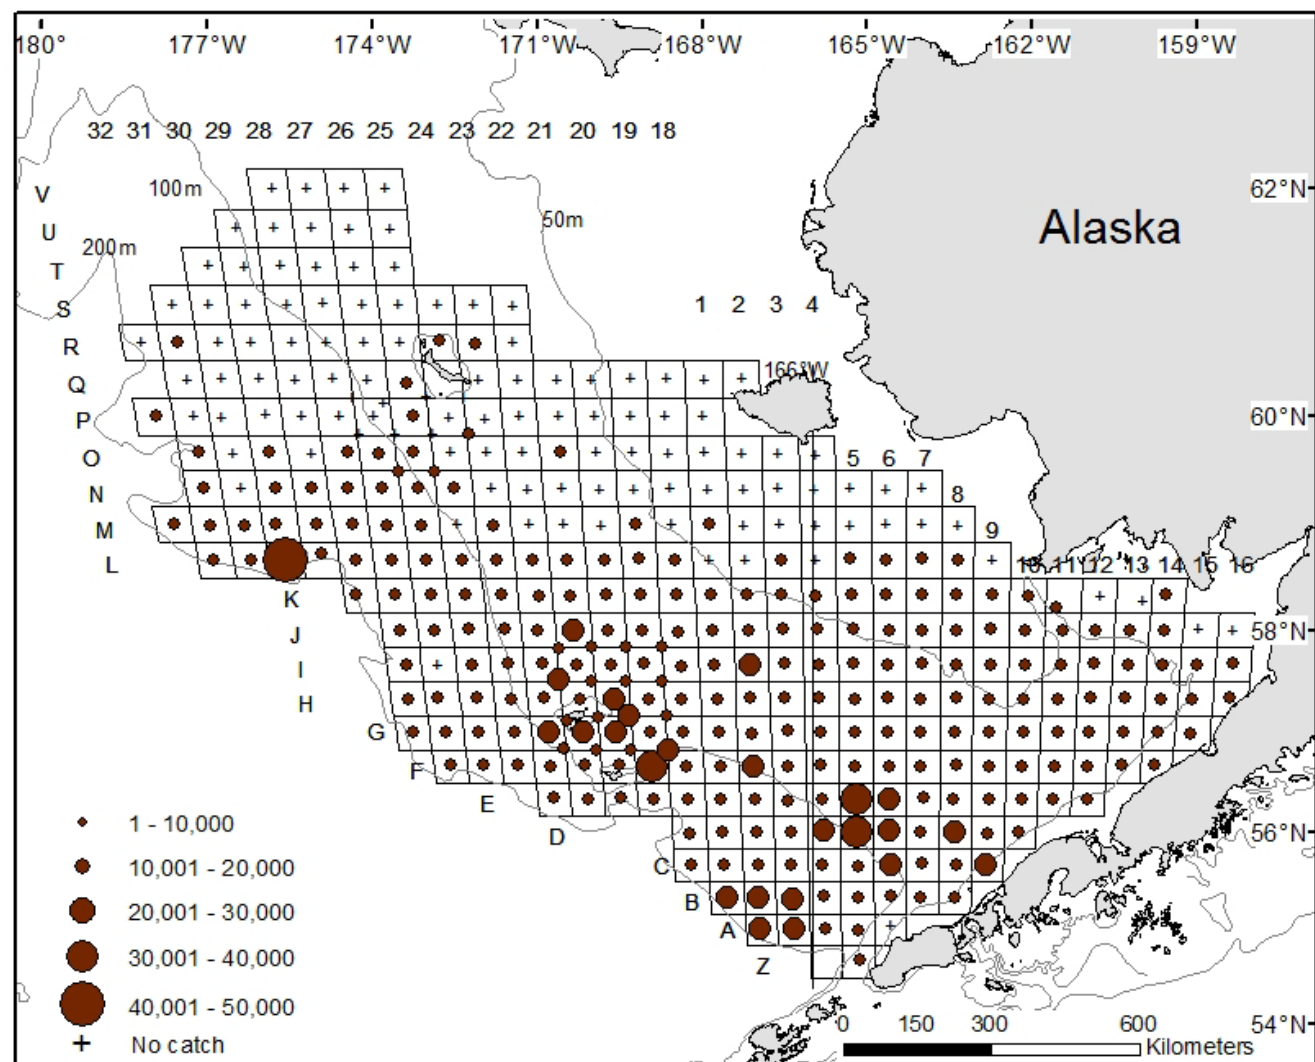 180° 177°W 174°W 171°W 168°W 165°W 162°W 159°W
32 31 30 29 28 27 26 25 24 23 22 21 20 19 18
V 100m 62°N
U 50m Alaska
200m
T
S 1 2 3 4
R
Q 166°W
P 60°N
O 5 6 7
N 8
M 9
L 10 11 12 13 14 15 16
K
J 58°N
I
H
G
F
E
D 56°N
C
B
A
Z
1 - 10,000
10,001 - 20,000
20,001 - 30,000
30,001 - 40,000
40,001 - 50,000
No catch
0 150 300 600
Kilometers
54°N